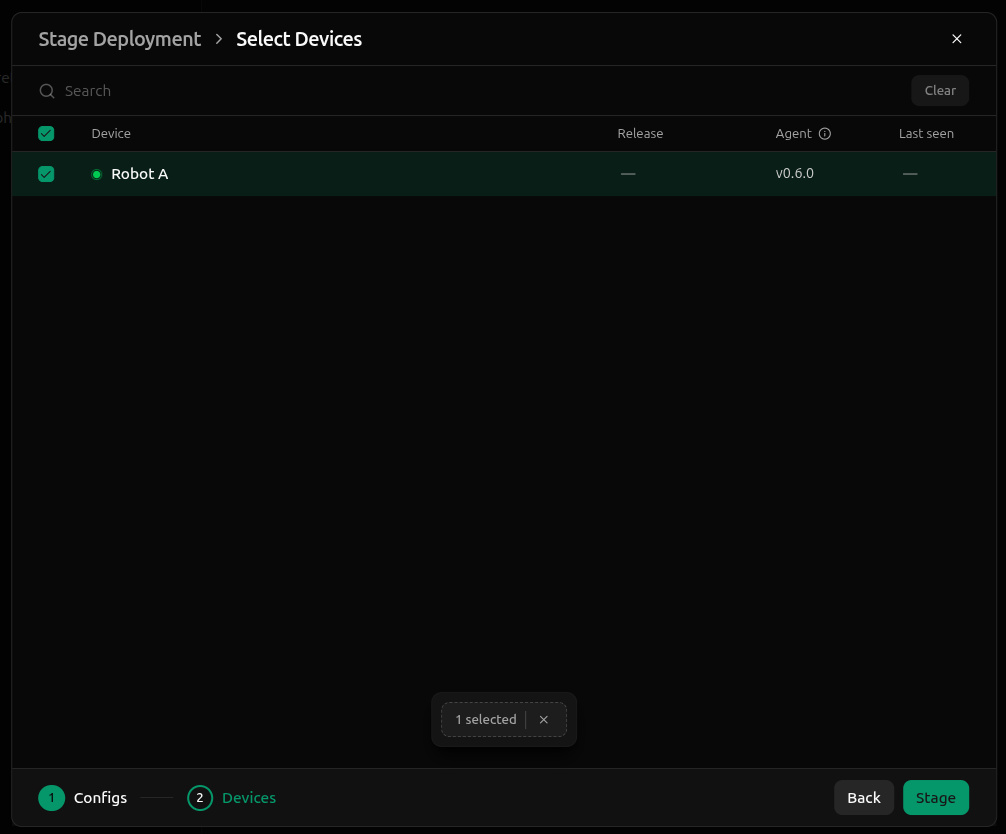 Stage Deployment > Select Devices
Search
Clear
Device Release Agent Last seen
Robot A — v0.6.0 —
1 selected
1 Configs 2 Devices Back Stage